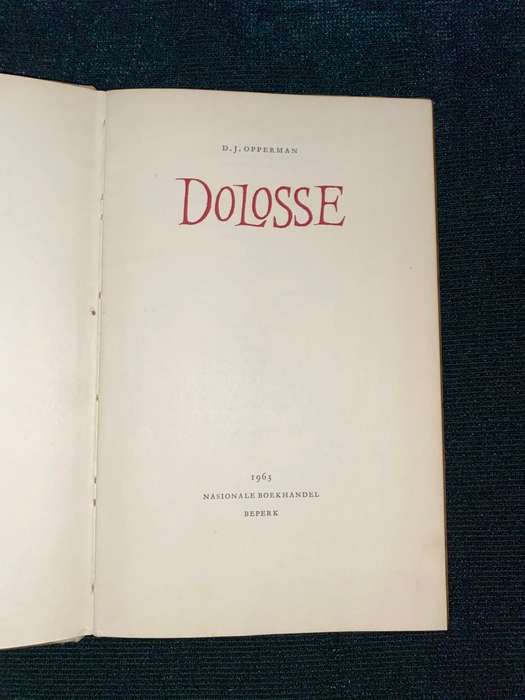 D. J. OPPERMAN
DOLOSSE
1963
NASIONALE BOEKHANDEL
BEPERK